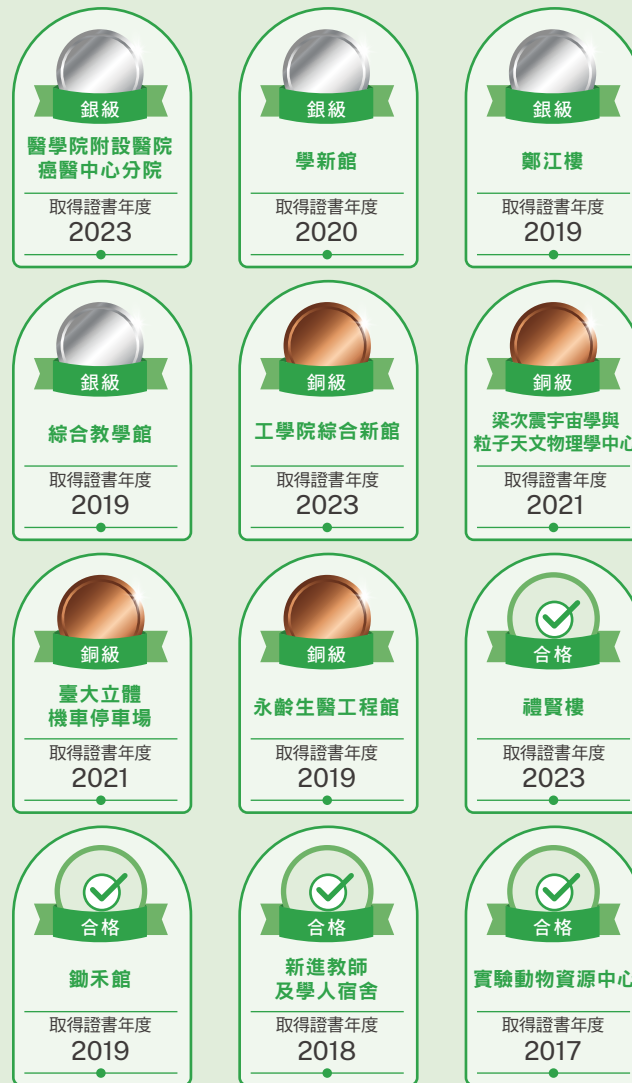 銀級
醫學院附設醫院
癌醫中心分院
取得證書年度
2023
銀級
學新館
取得證書年度
2020
銀級
鄭江樓
取得證書年度
2019
銀級
綜合教學館
取得證書年度
2019
銅級
工學院綜合新館
取得證書年度
2023
銅級
梁次震宇宙學與
粒子天文物理學中心
取得證書年度
2021
銅級
臺大立體
機車停車場
取得證書年度
2021
銅級
永齡生醫工程館
取得證書年度
2019
合格
禮賢樓
取得證書年度
2023
合格
鋤禾館
取得證書年度
2019
合格
新進教師
及學人宿舍
取得證書年度
2018
合格
實驗動物資源中心
取得證書年度
2017